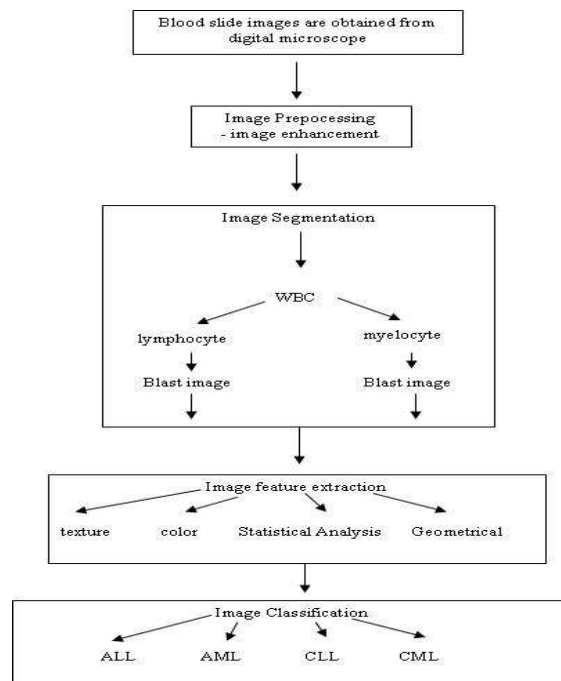 Blood slide images are obtained from
digital microscope
Image Prepocessing
- image enhancement
Image Segmentation
WBC
lymphocyte
myelocyte
Blast image
Blast image
Image feature extraction
texture color Statistical Analysis Geometrical
Image Classification
ALL AML CLL CML